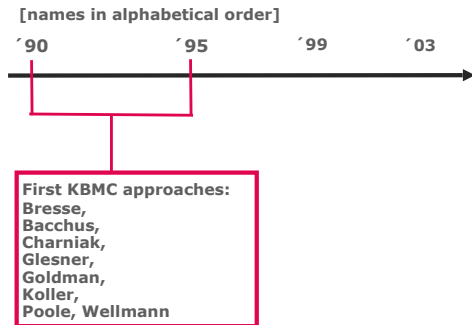 [names in alphabetical order]
´90 ´95 ´99 ´03
First KBMC approaches:
Bresse,
Bacchus,
Charniak,
Glesner,
Goldman,
Koller,
Poole, Wellmann